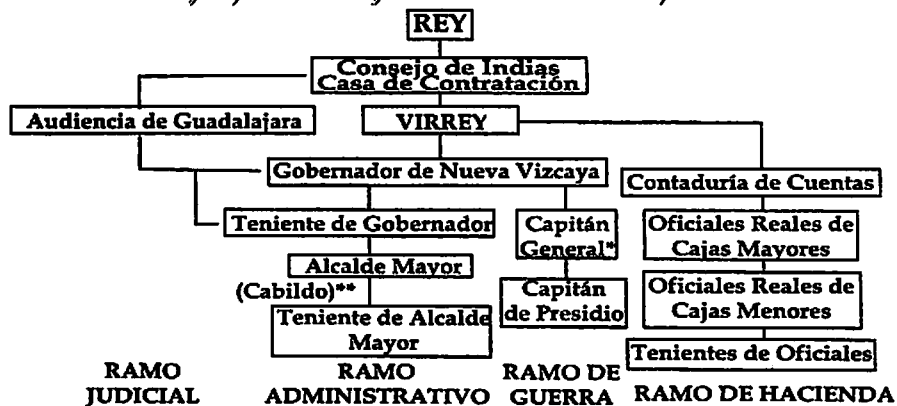 REY
Consejo de Indias
Casa de Contratación
Audiencia de Guadalajara
VIRREY
Gobernador de Nueva Vizcaya
Contaduría de Cuentas
Teniente de Gobernador
Capitán
General*
Oficiales Reales de
Cajas Mayores
Alcalde Mayor
(Cabildo)**
Capitán
de Presidio
Oficiales Reales de
Cajas Menores
Teniente de Alcalde
Mayor
Tenientes de Oficiales
RAMO
JUDICIAL
RAMO
ADMINISTRATIVO
RAMO DE
GUERRA
RAMO DE HACIENDA